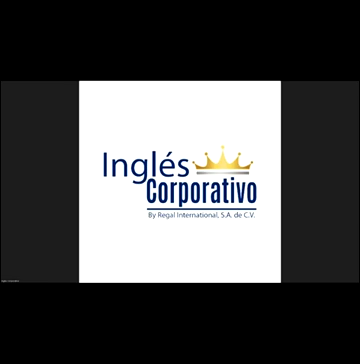 Inglés
Corporativo
By Regal International, S.A. de C.V.